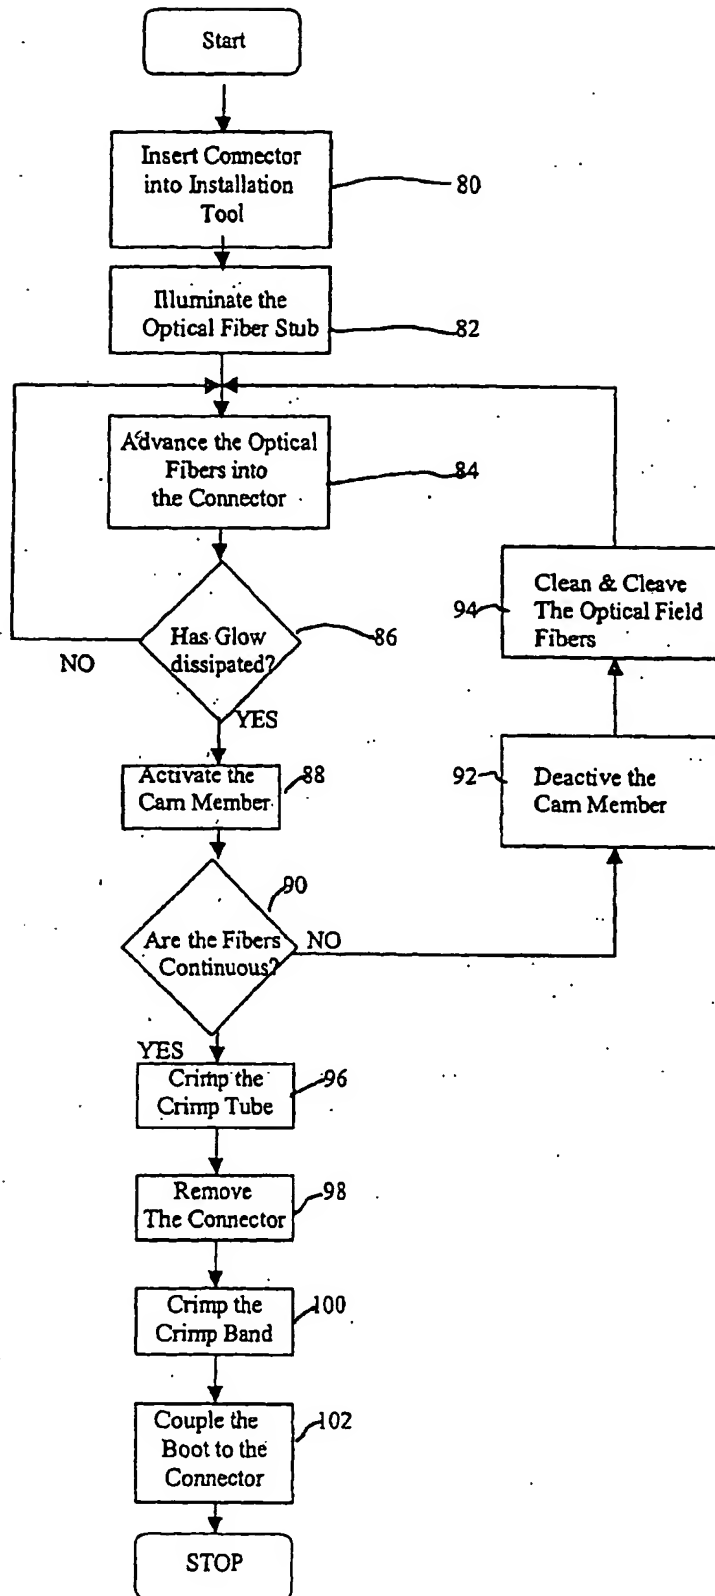 Start
Insert Connector
into Installation
Tool
80
Illuminate the
Optical Fiber Stub
82
Advance the Optical
Fibers into
the Connector
84
Has Glow
dissipated?
86
NO
YES
Activate the
Cam Member
88
Are the Fibers
Continuous?
90
NO
92
Deactive the
Cam Member
94
Clean & Cleave
The Optical Field
Fibers
YES
Crimp the
Crimp Tube
96
Remove
The Connector
98
Crimp the
Crimp Band
100
Couple the
Boot to the
Connector
102
STOP